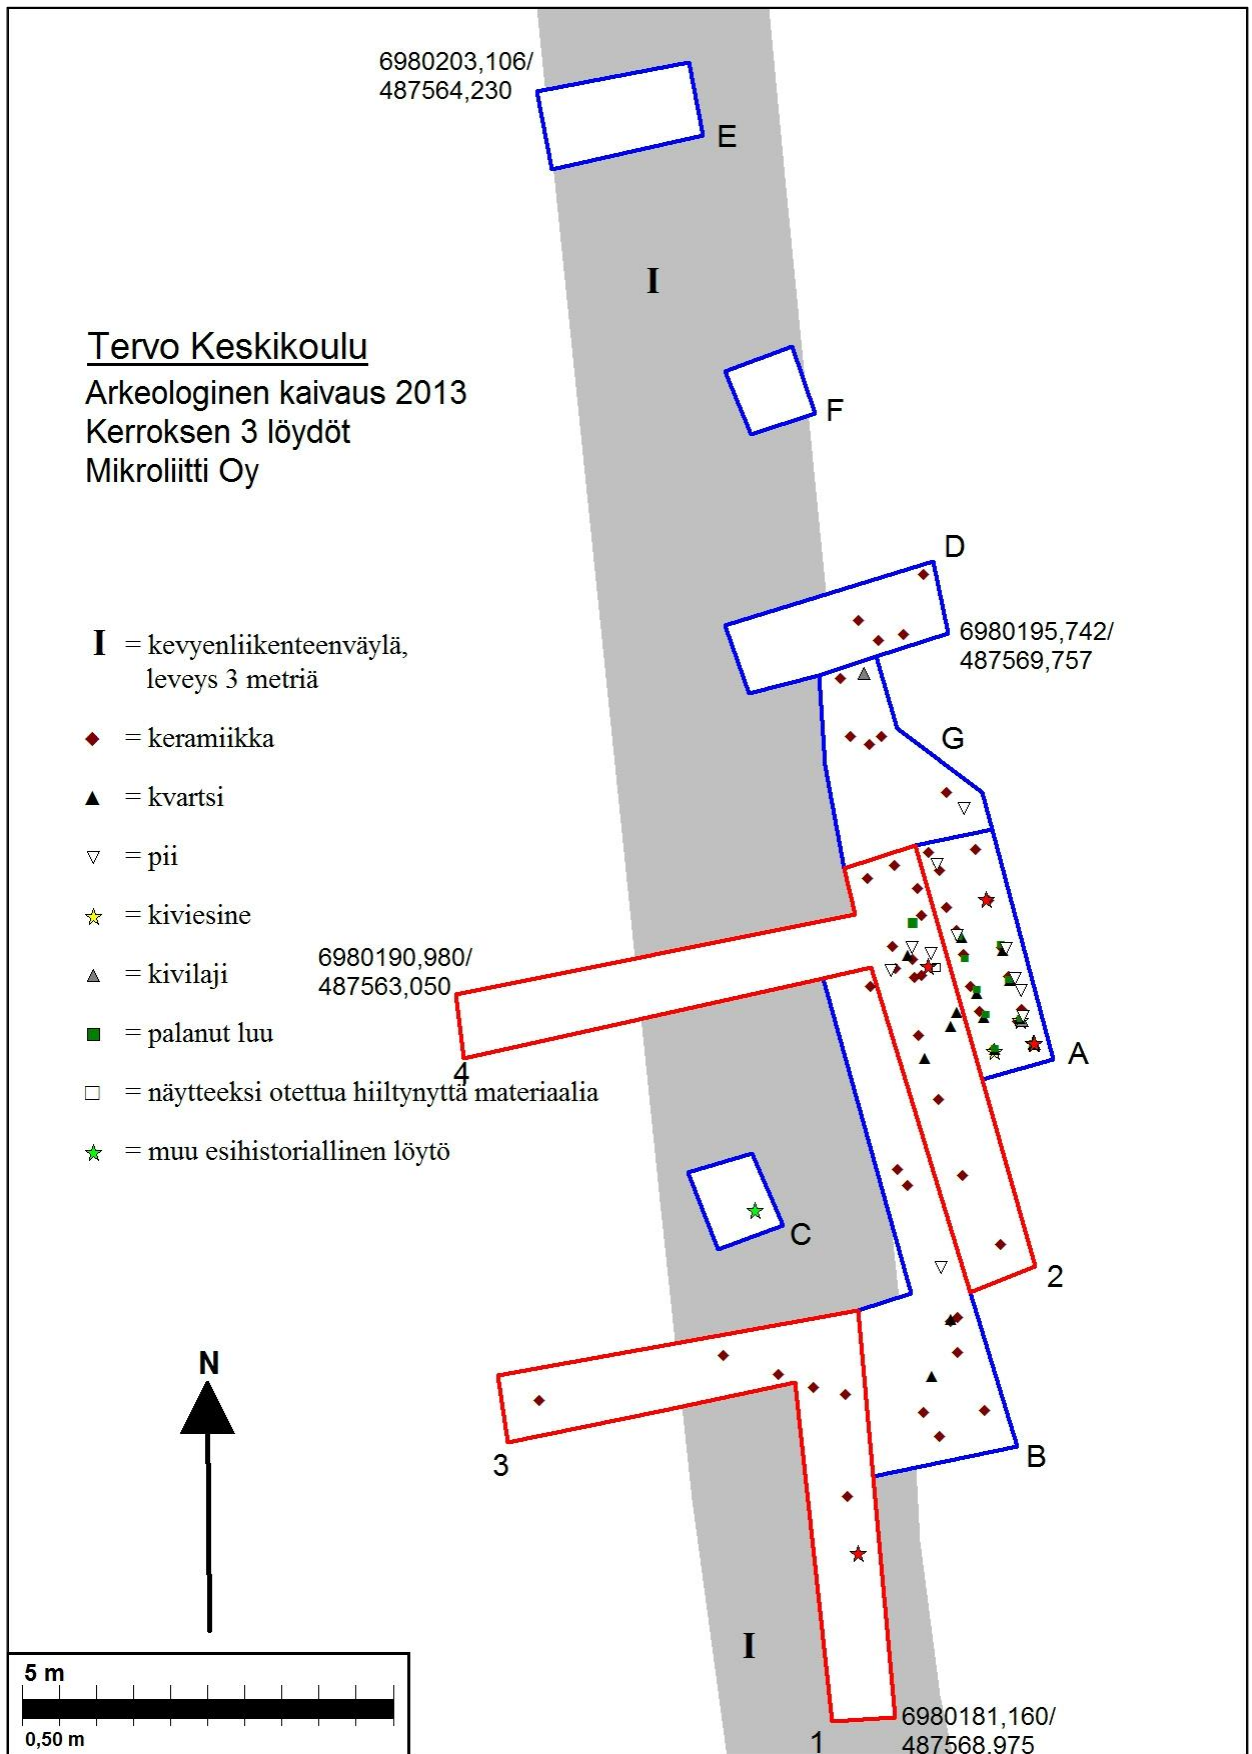 6980203,106/
487564,230
E
I
Tervo Keskikoulu
Arkeologinen kaivaus 2013
Kerroksen 3 löydöt
Mikroliitti Oy
F
D
6980195,742/
487569,757
I = kevyenliikenteenväylä,
leveys 3 metriä
= keramiikka
G
= kvartsi
= pii
= kiviesine
6980190,980/
487563,050
= kivilaji
= palanut luu
A
4
= näytteeksi otettua hiiltynyttä materiaalia
= muu esihistoriallinen löytö
C
2
N
3
B
I
5 m
0,50 m
6980181,160/
487568,975
1